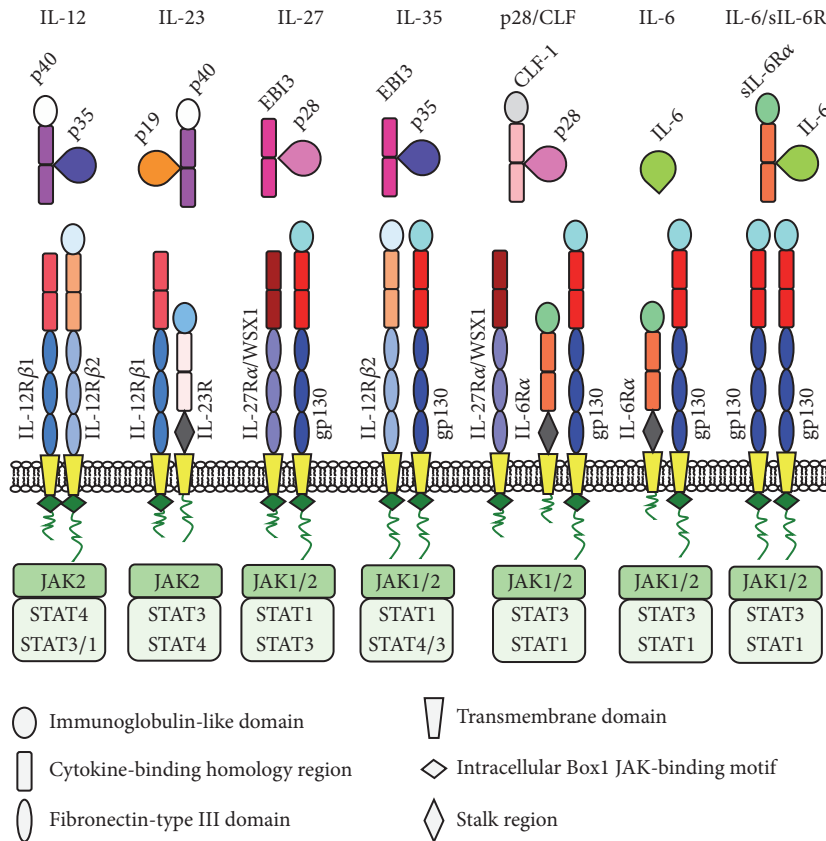 IL-12
IL-23
IL-27
IL-35
p28/CLF
IL-6
IL-6/sIL-6R
p40
p35
p19
p40
EBI3
p28
EBI3
p35
CLF-1
p28
IL-6
sIL-6Rα
IL-6
IL-12Rβ1
IL-12Rβ2
IL-12Rβ1
IL-23R
IL-27Rα/WSX1
gp130
IL-12Rβ2
gp130
IL-27Rα/WSX1
IL-6Rα
gp130
IL-6Rα
gp130
gp130
gp130
JAK2
STAT4
STAT3/1
JAK2
STAT3
STAT4
JAK1/2
STAT1
STAT3
JAK1/2
STAT1
STAT4/3
JAK1/2
STAT3
STAT1
JAK1/2
STAT3
STAT1
JAK1/2
STAT3
STAT1
Immunoglobulin-like domain
Cytokine-binding homology region
Fibronectin-type III domain
Transmembrane domain
Intracellular Box1 JAK-binding motif
Stalk region